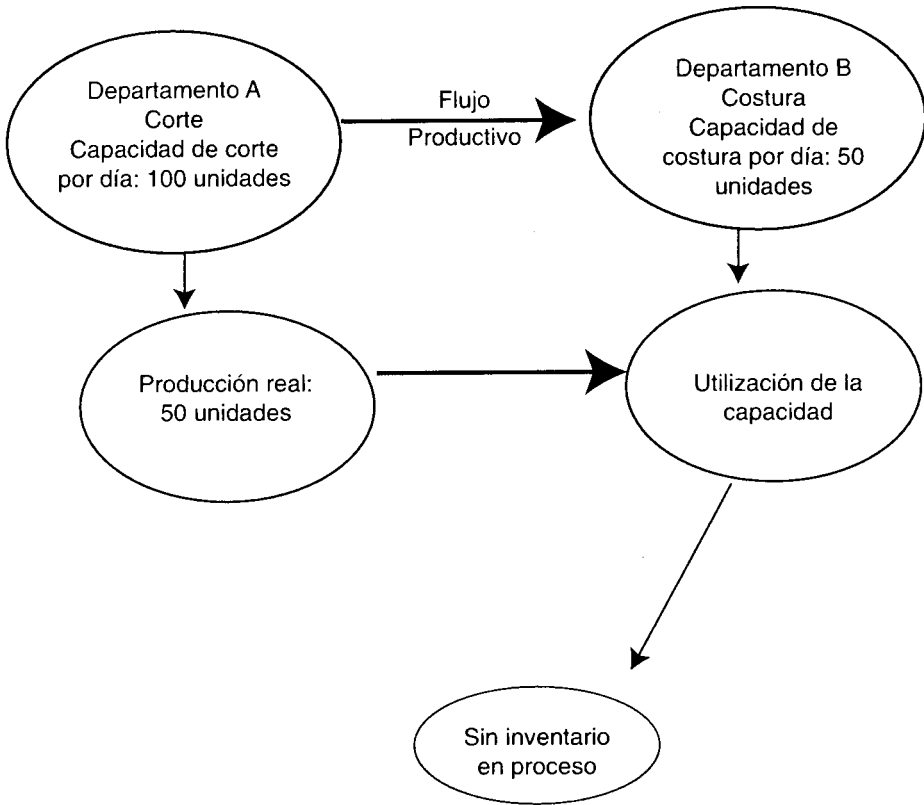 Departamento A
Corte
Capacidad de corte
por día: 100 unidades
Flujo
Productivo
Departamento B
Costura
Capacidad de
costura por día: 50
unidades
Producción real:
50 unidades
Utilización de la
capacidad
Sin inventario
en proceso